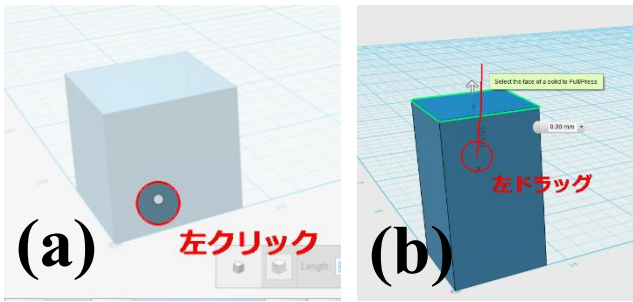 (a)
左クリック
Length:
Select the face of a solid to Pull/Press
0.00 mm
左ドラッグ
(b)